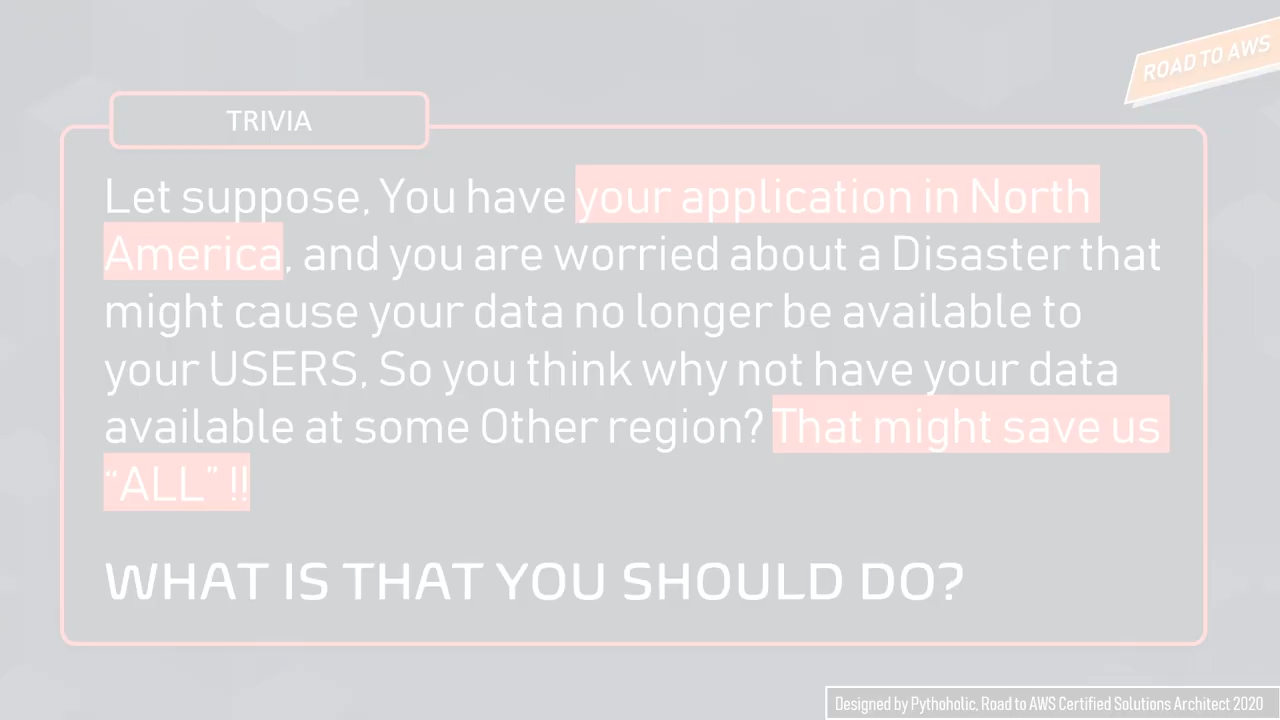 ROAD TO AWS
TRIVIA
Let suppose, You have your application in North
America, and you are worried about a Disaster that
might cause your data no longer be available to
your USERS, So you think why not have your data
available at some Other region? That might save us
“ALL” !!
WHAT IS THAT YOU SHOULD DO?
Designed by Pythoholic, Road to AWS Certified Solutions Architect 2020